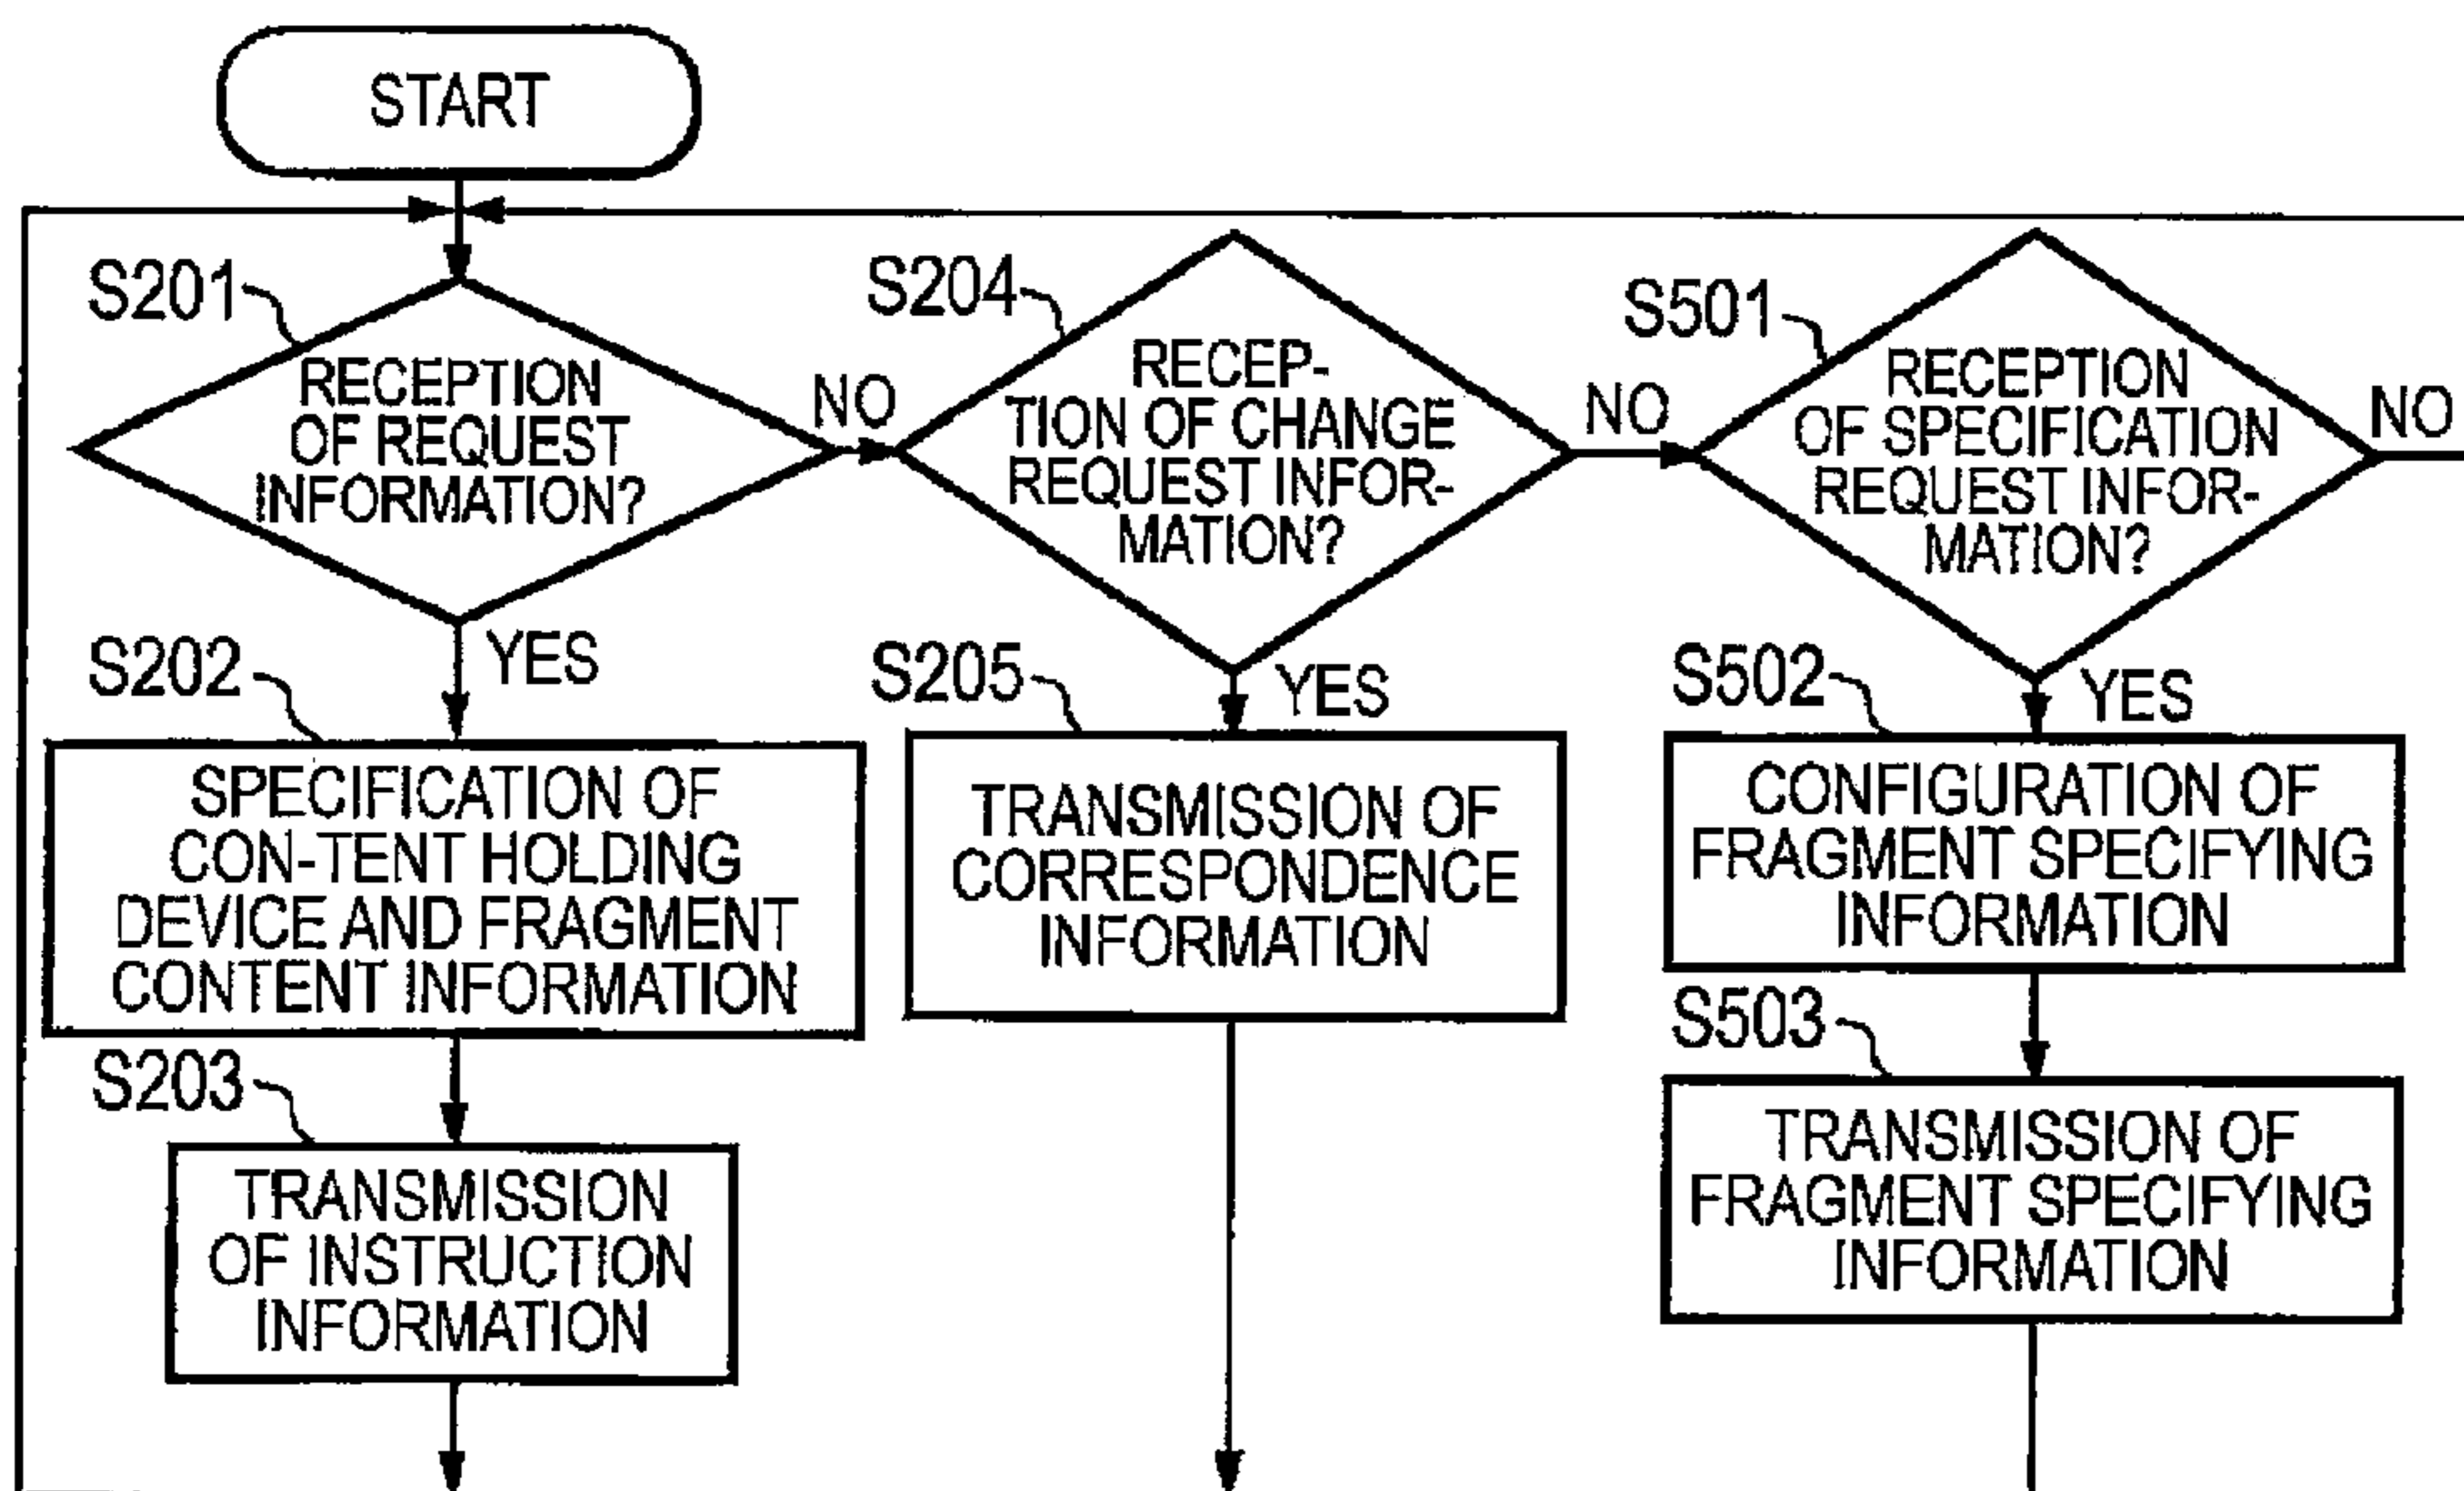 START
S201
RECEPTION
OF REQUEST
INFORMATION?
NO
YES
S204
RECEP-
TION OF CHANGE
REQUEST INFOR-
MATION?
NO
YES
S501
RECEPTION
OF SPECIFICATION
REQUEST INFOR-
MATION?
NO
YES
S202
SPECIFICATION OF
CON-TENT HOLDING
DEVICE AND FRAGMENT
CONTENT INFORMATION
S205
TRANSMISSION OF
CORRESPONDENCE
INFORMATION
S502
CONFIGURATION OF
FRAGMENT SPECIFYING
INFORMATION
S203
TRANSMISSION
OF INSTRUCTION
INFORMATION
S503
TRANSMISSION OF
FRAGMENT SPECIFYING
INFORMATION